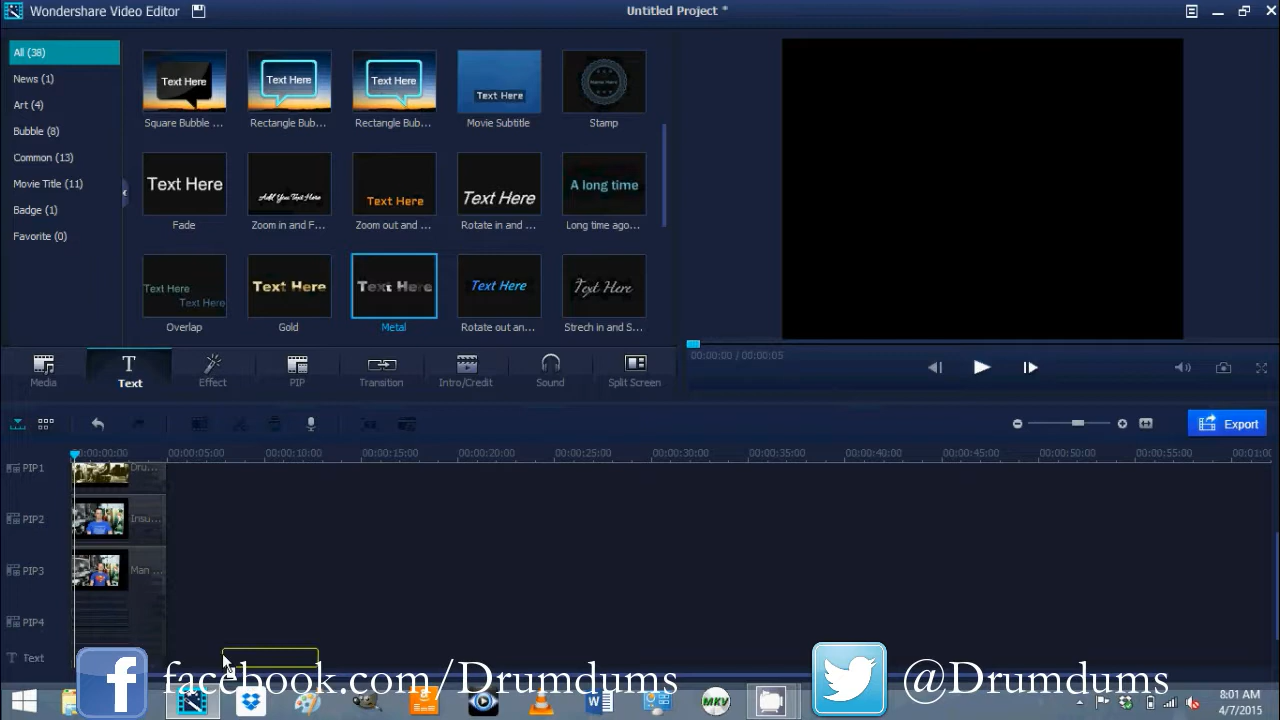 Wondershare Video Editor
Untitled Project *
All (38)
News (1)
Art (4)
Bubble (8)
Common (13)
Movie Title (11)
Badge (1)
Favorite (0)
Text Here
Text Here
Text Here
Text Here
Square Bubble ...
Rectangle Bub...
Rectangle Bub...
Movie Subtitle
Stamp
Text Here
Add You Text Here
Text Here
Text Here
A long time
Fade
Zoom in and F...
Zoom out and ...
Rotate in and ...
Long time ago...
Text Here
Text Here
Text Here
Text Here
Text Here
Text Here
Overlap
Gold
Metal
Rotate out an...
Strech in and S...
Media
T
Text
Effect
PIP
Transition
Intro/Credit
Sound
Split Screen
00:00:00 / 00:00:05
Export
00:00:00:00
00:00:05:00
00:00:10:00
00:00:15:00
00:00:20:00
00:00:25:00
00:00:30:00
00:00:35:00
00:00:40:00
00:00:45:00
00:00:50:00
00:00:55:00
00:01:00
PIP1
Dru...
PIP2
Insu...
PIP3
Man ...
PIP4
Text
facebook.com/Drumdums
@Drumdums
MKV
8:01 AM
4/7/2015